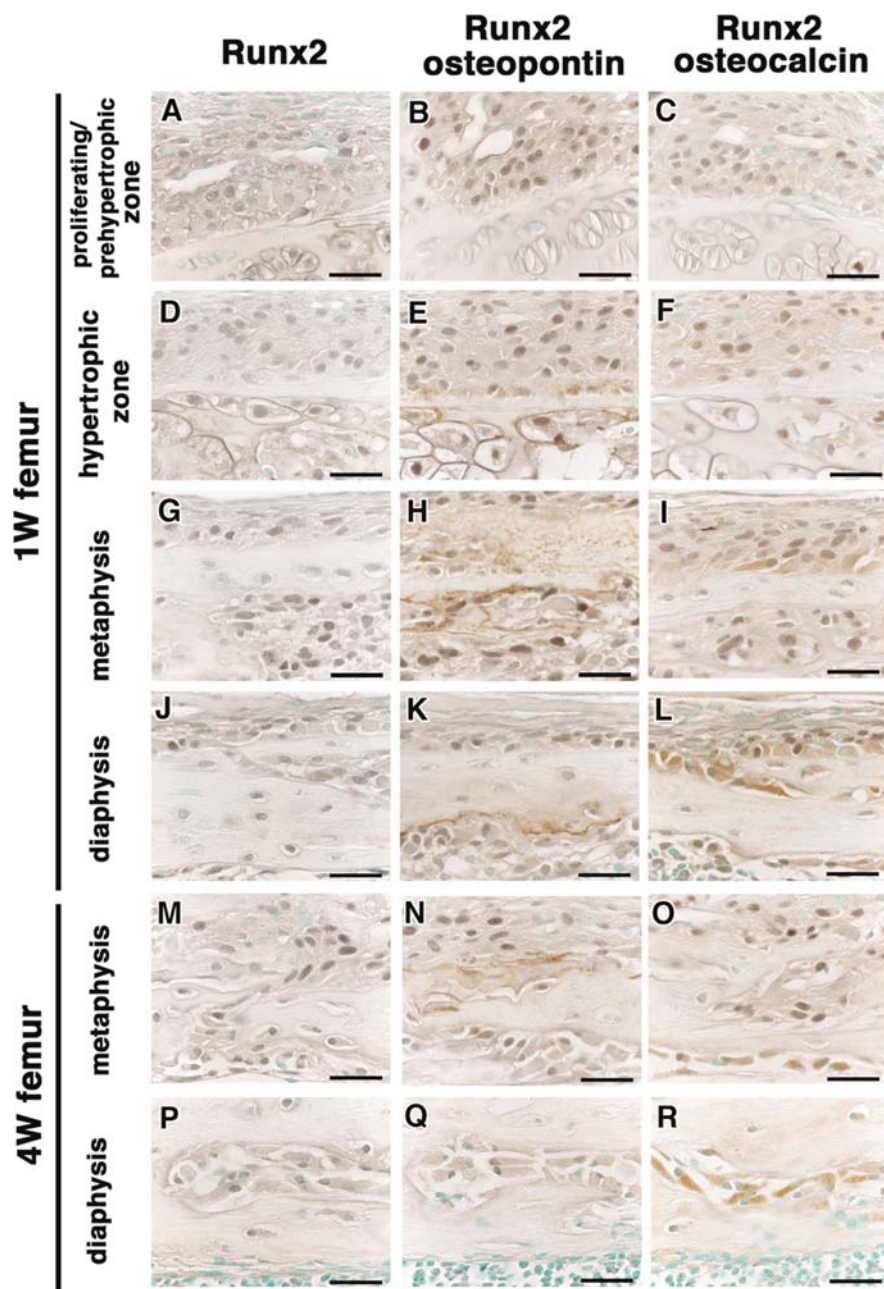 Runx2
Runx2
osteopontin
Runx2
osteocalcin
1W femur
proliferating/
prehypertrophic
zone
A
B
C
hypertrophic
zone
D
E
F
metaphysis
G
H
I
diaphysis
J
K
L
4W femur
metaphysis
M
N
O
diaphysis
P
Q
R